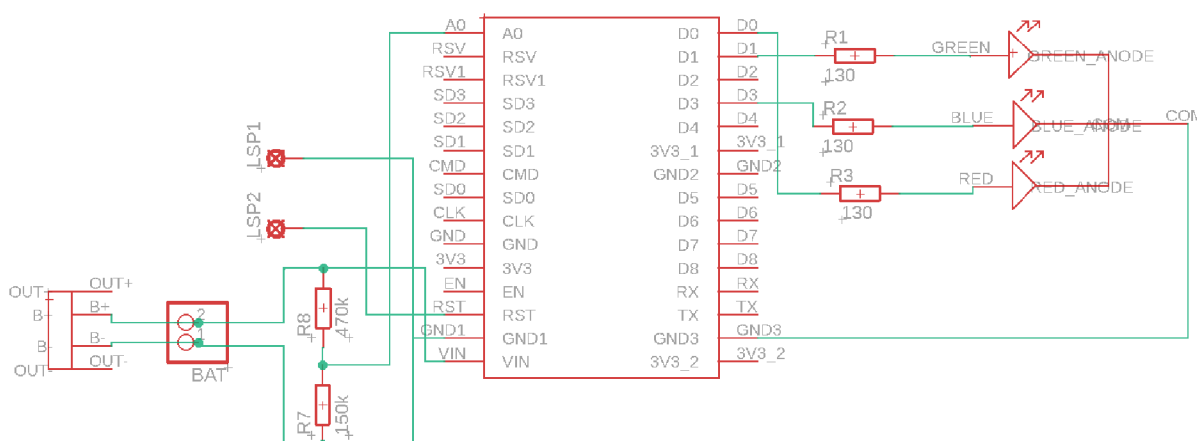 A0
RSV
RSV1
SD3
SD2
SD1
CMD
SD0
CLK
GND
3V3
EN
RST
GND1
VIN
A0
RSV
RSV1
SD3
SD2
SD1
CMD
SD0
CLK
GND
3V3
EN
RST
GND1
VIN
D0
D1
D2
D3
D4
3V3_1
GND2
D5
D6
D7
D8
RX
TX
GND3
3V3_2
D0
D1
D2
D3
D4
3V3_1
GND2
D5
D6
D7
D8
RX
TX
GND3
3V3_2
R1
130
GREEN
GREEN_ANODE
R2
130
BLUE
BLUE_ANODE
COM
COM
R3
130
RED
RED_ANODE
LSP1
LSP2
OUT+
B+
B-
OUT-
OUT
B
B
OUT-
2
1
BAT
R8
470k
R7
150k